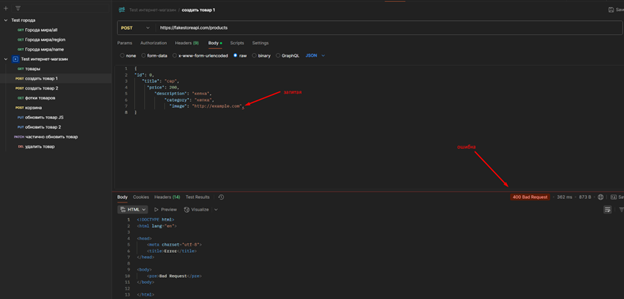 Test интернет-магазин / создать товар 1
Save
POST
https://fakestoreapi.com/products
Params Authorization Headers (9) Body Scripts Settings
none form-data x-www-form-urlencoded raw binary GraphQL JSON
Test города
GET Города мира/all
GET Города мира/region
GET Города мира/name
Test интернет-магазин
GET товары
POST создать товар 1
POST создать товар 2
GET фотки товаров
POST корзина
PUT обновить товар JS
PUT обновить товар 2
PATCH частично обновить товар
DEL удалить товар
1 {
2 "id": 0,
3 "title": "cap",
4 "price": 200,
5 "description":
6 "category":
7 "image": "http://example.com",
8 }
ошибка
Body Cookies Headers (14) Test Results
400 Bad Request 382 ms 873 B
HTML Preview Visualize
1 <!DOCTYPE html>
2 <html lang="en">
3
4 <head>
5 <meta charset="utf-8">
6 <title>Error</title>
7 </head>
8
9 <body>
10 <pre>Bad Request</pre>
11 </body>
12
13 </html>